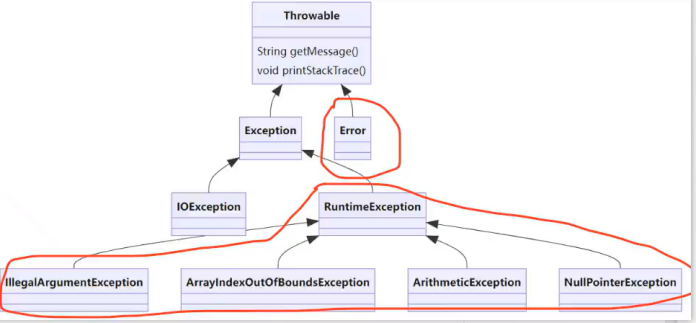 Throwable
String getMessage()
void printStackTrace()
Exception
Error
IOException
RuntimeException
IllegalArgumentException
ArrayIndexOutOfBoundsException
ArithmeticException
NullPointerException